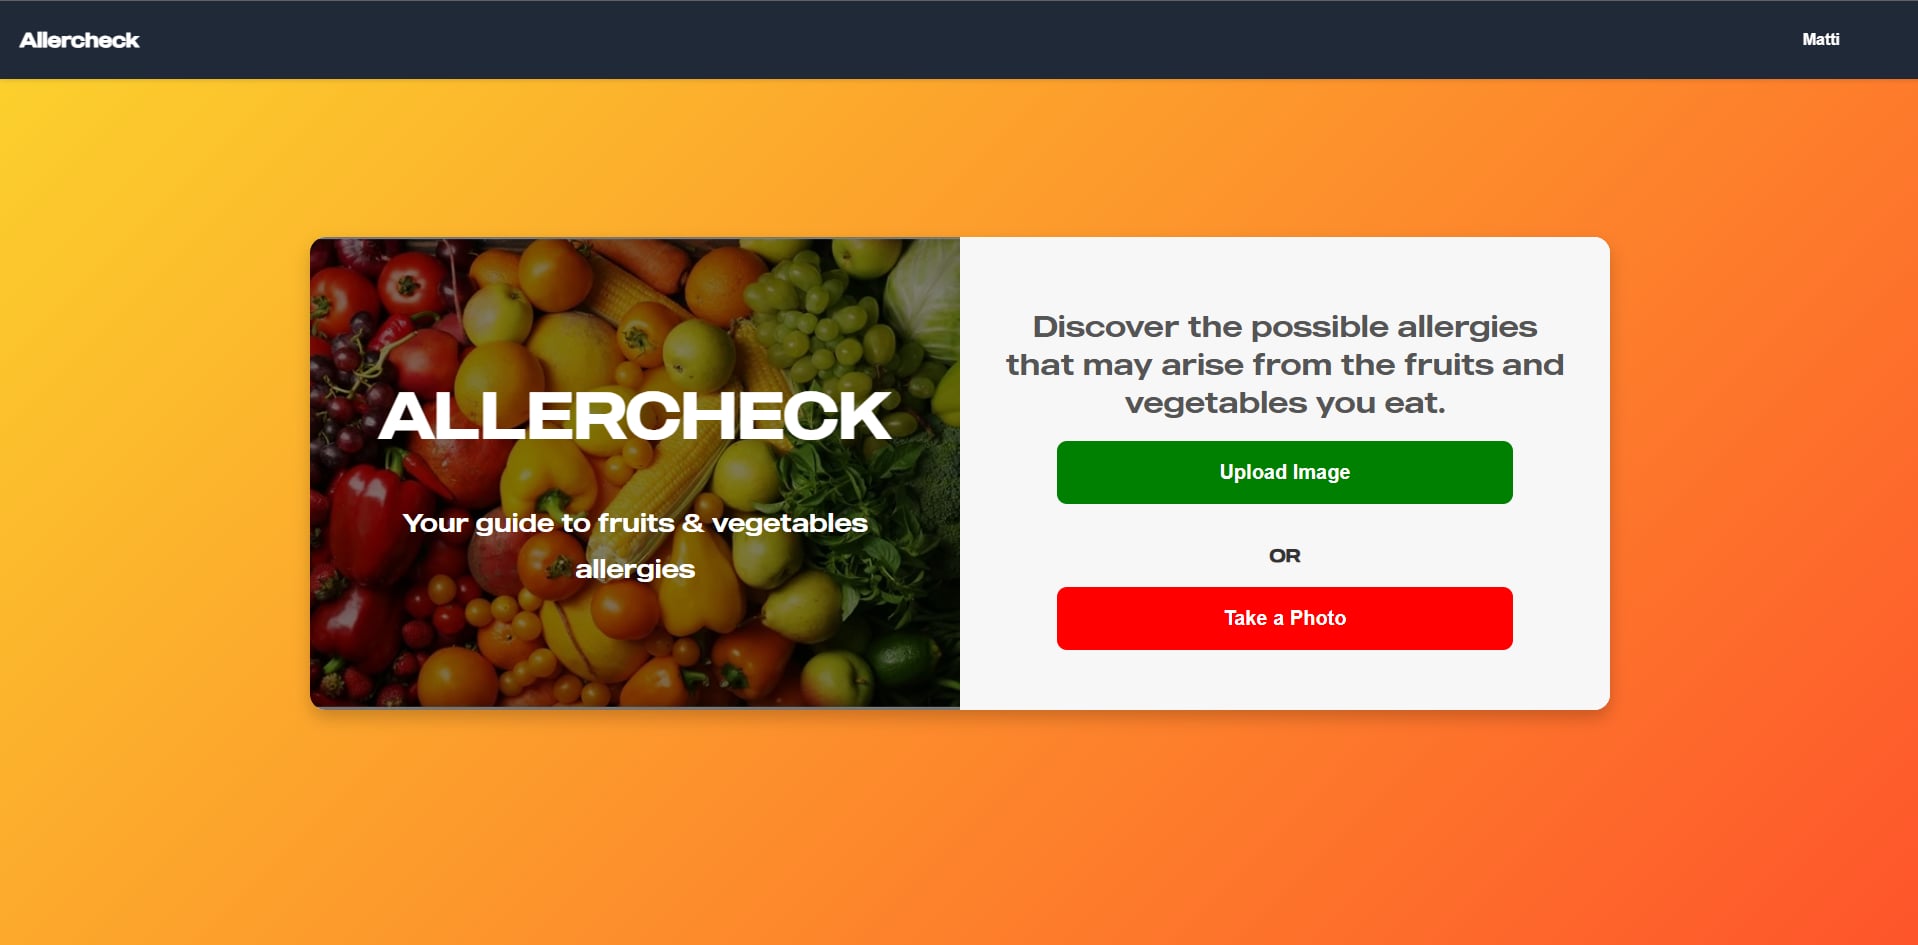 Allercheck
Matti
ALLERCHECK
Your guide to fruits & vegetables
allergies
Discover the possible allergies
that may arise from the fruits and
vegetables you eat.
Upload Image
OR
Take a Photo